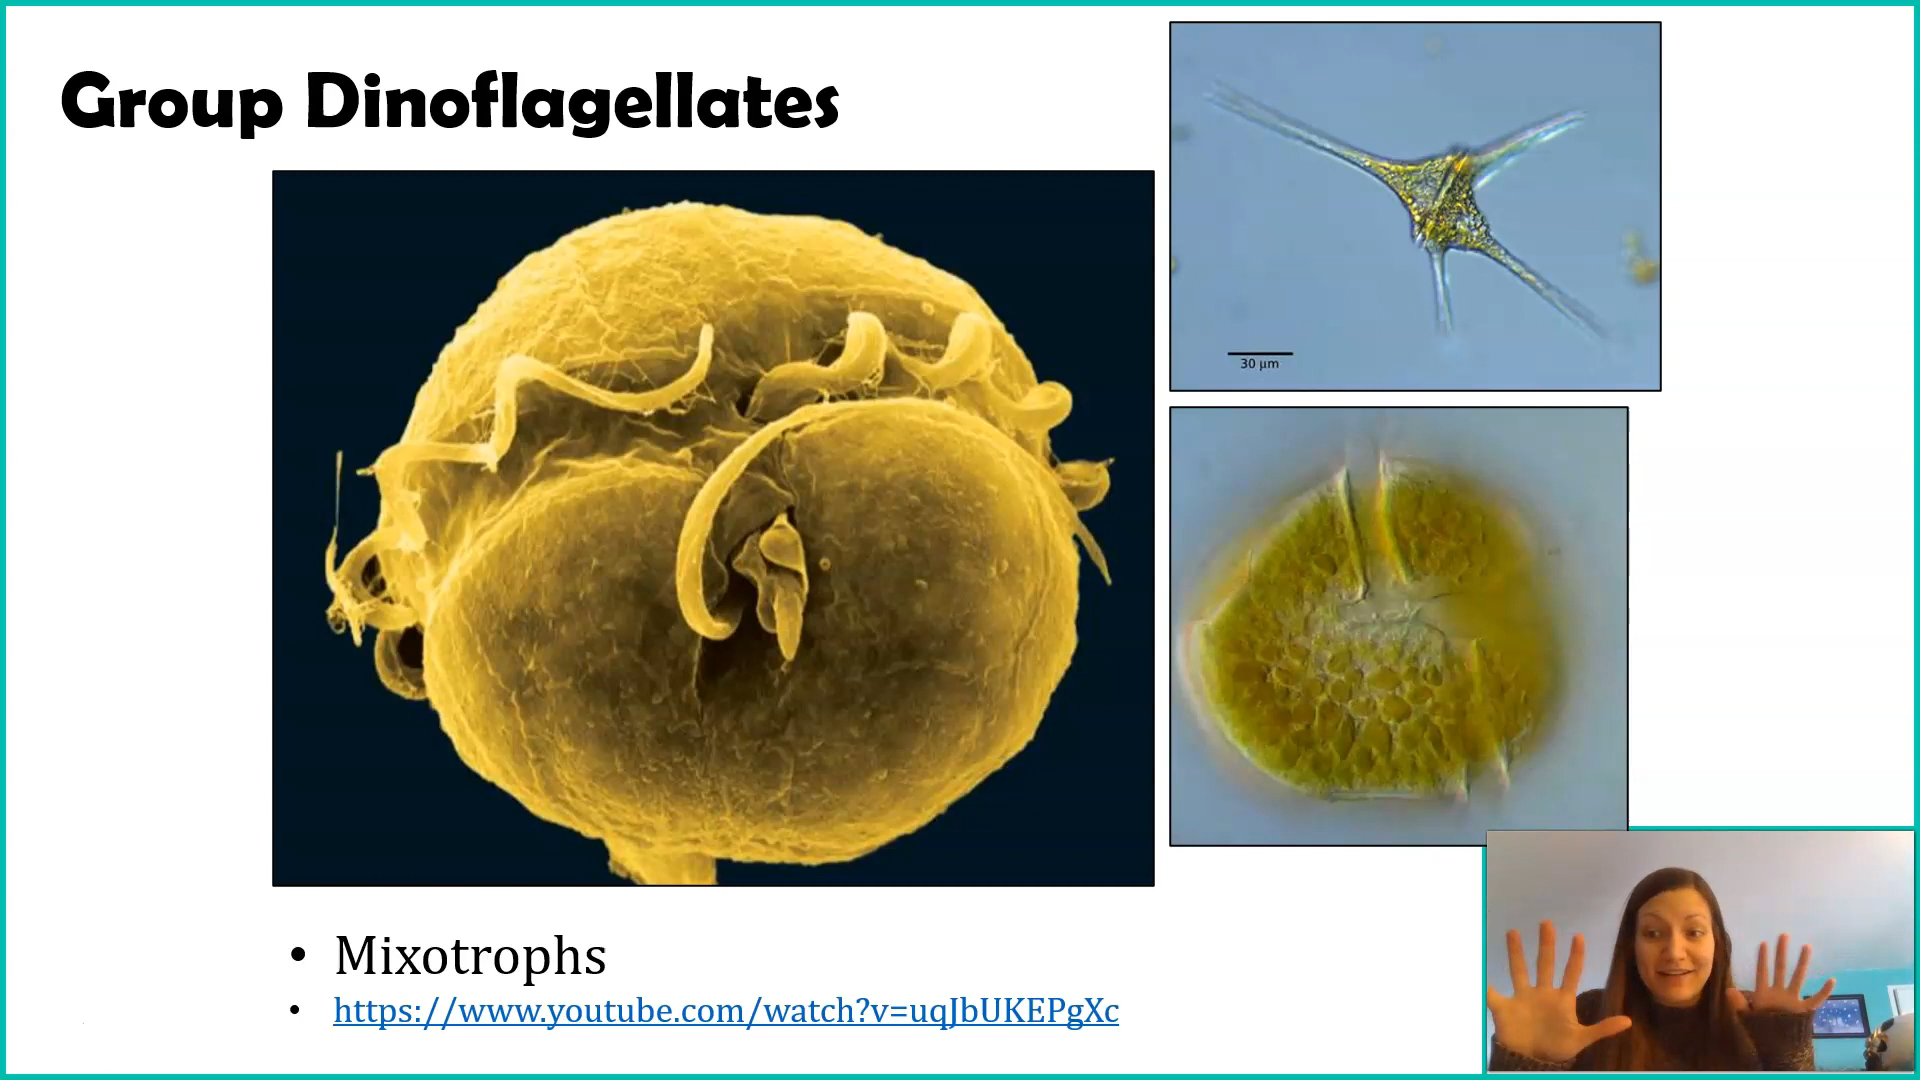 Group Dinoflagellates
30 µm
• Mixotrophs
• https://www.youtube.com/watch?v=uqJbUKEPgXc